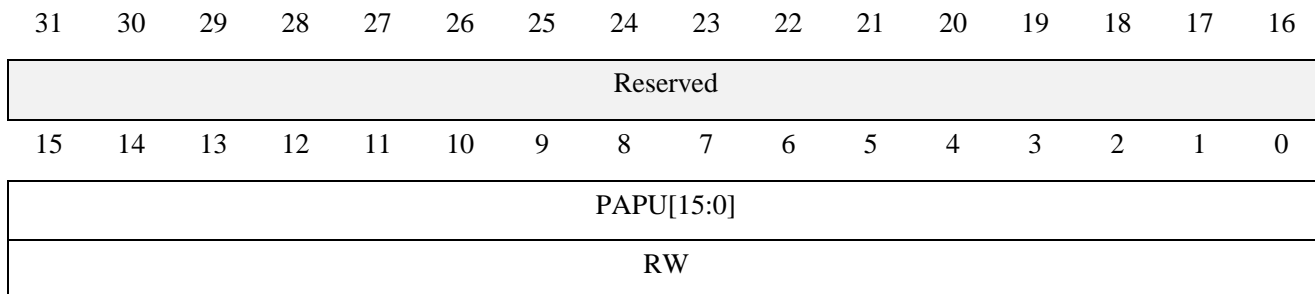 31 30 29 28 27 26 25 24 23 22 21 20 19 18 17 16
Reserved
15 14 13 12 11 10 9 8 7 6 5 4 3 2 1 0
PAPU[15:0]
RW